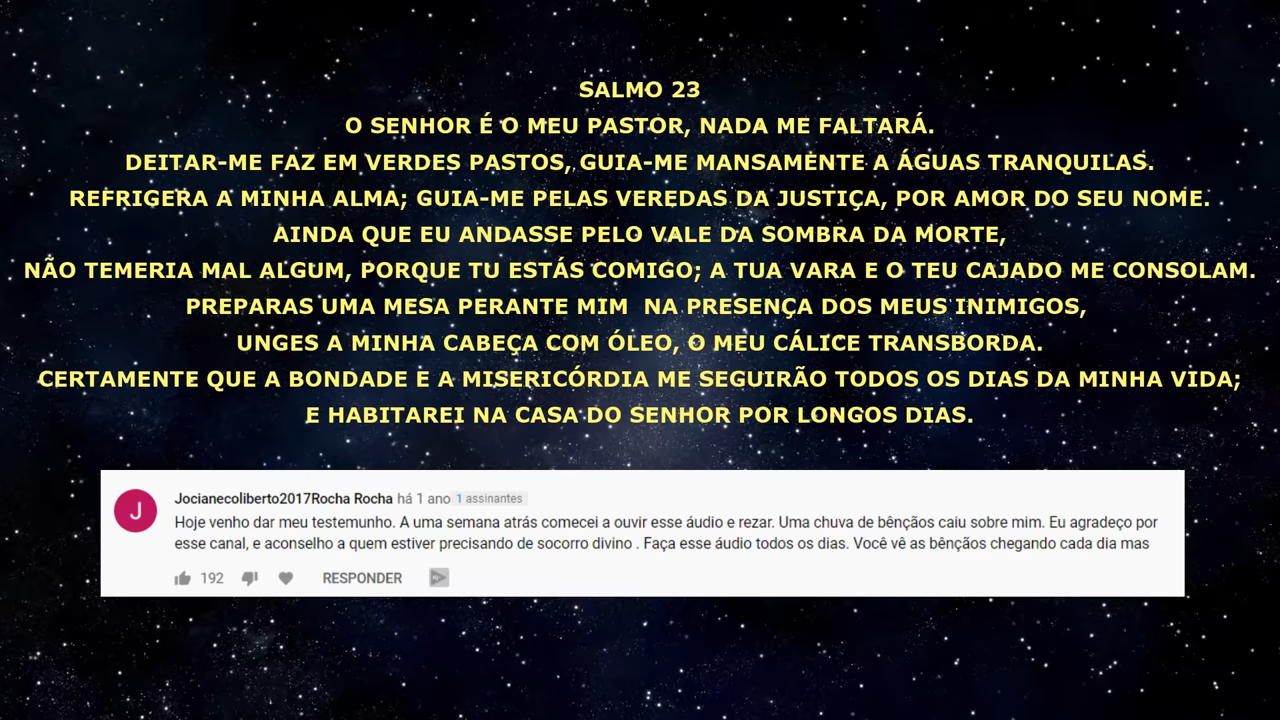 SALMO 23
O SENHOR É O MEU PASTOR, NADA ME FALTARÁ.
DEITAR-ME FAZ EM VERDES PASTOS, GUIA-ME MANSAMENTE A ÁGUAS TRANQUILAS.
REFRIGERA A MINHA ALMA; GUIA-ME PELAS VEREDAS DA JUSTIÇA, POR AMOR DO SEU NOME.
AINDA QUE EU ANDASSE PELO VALE DA SOMBRA DA MORTE,
NÃO TEMERIA MAL ALGUM, PORQUE TU ESTÁS COMIGO; A TUA VARA E O TEU CAJADO ME CONSOLAM.
PREPARAS UMA MESA PERANTE MIM  NA PRESENÇA DOS MEUS INIMIGOS,
UNGES A MINHA CABEÇA COM ÓLEO, O MEU CÁLICE TRANSBORDA.
CERTAMENTE QUE A BONDADE E A MISERICÓRDIA ME SEGUIRÃO TODOS OS DIAS DA MINHA VIDA;
E HABITAREI NA CASA DO SENHOR POR LONGOS DIAS.
J
Jocianecoliberto2017Rocha Rocha há 1 ano 1 assinantes
Hoje venho dar meu testemunho. A uma semana atrás comecei a ouvir esse áudio e rezar. Uma chuva de bênçãos caiu sobre mim. Eu agradeço por
esse canal, e aconselho a quem estiver precisando de socorro divino . Faça esse áudio todos os dias. Você vê as bênçãos chegando cada dia mas
192 RESPONDER